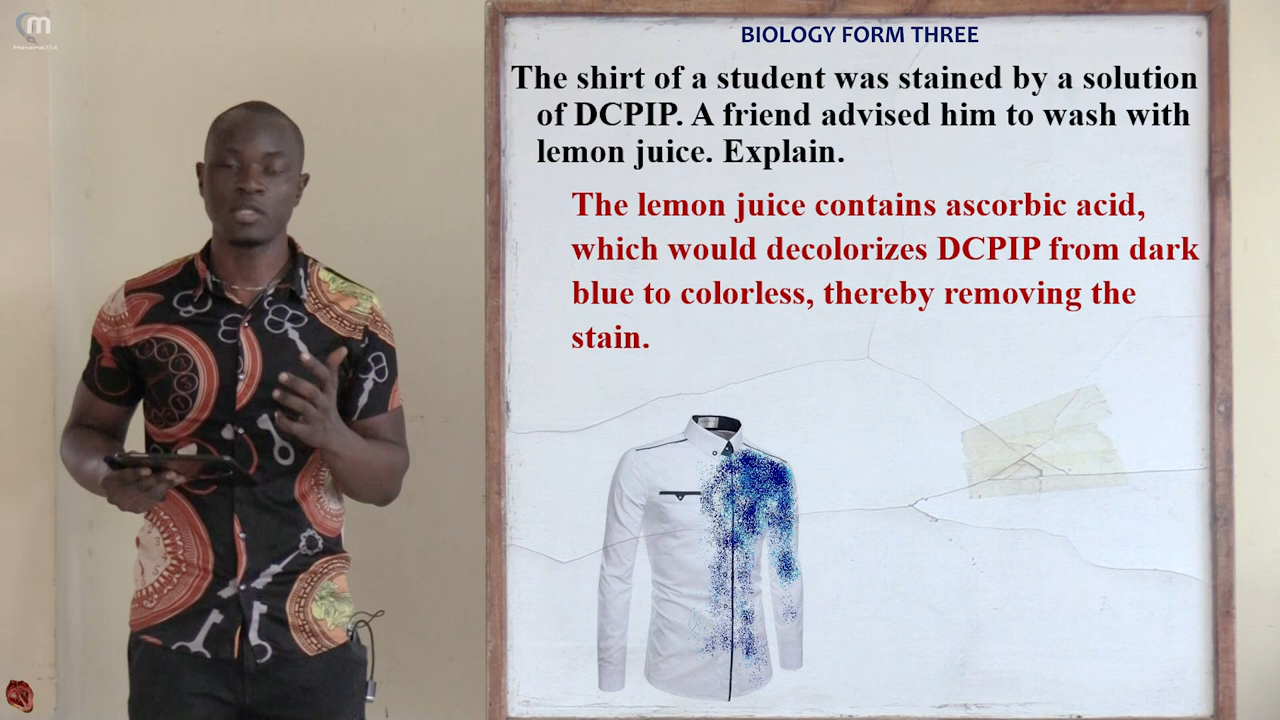 m
BIOLOGY FORM THREE
The shirt of a student was stained by a solution
of DCPIP. A friend advised him to wash with
lemon juice. Explain.
The lemon juice contains ascorbic acid,
which would decolorizes DCPIP from dark
blue to colorless, thereby removing the
stain.